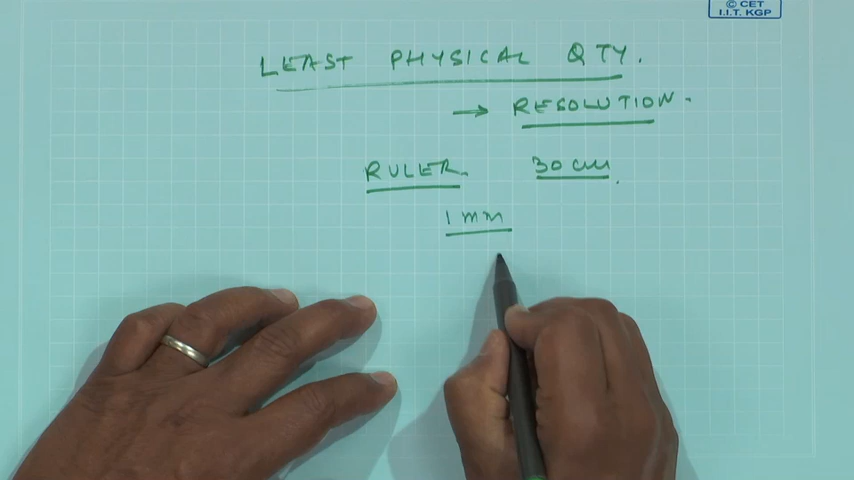 © CET
I.I.T. KGP
LEAST PHYSICAL QTY.
→ RESOLUTION.
RULER. 30 cm.
1 mm